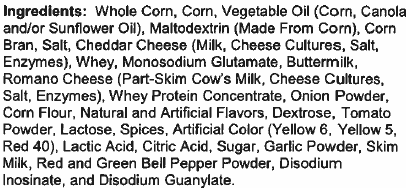 Ingredients: Whole Corn, Corn, Vegetable Oil (Corn, Canola
and/or Sunflower Oil), Maltodextrin (Made From Corn), Corn
Bran, Salt, Cheddar Cheese (Milk, Cheese Cultures, Salt,
Enzymes), Whey, Monosodium Glutamate, Buttermilk,
Romano Cheese (Part-Skim Cow's Milk, Cheese Cultures,
Salt, Enzymes), Whey Protein Concentrate, Onion Powder,
Corn Flour, Natural and Artificial Flavors, Dextrose, Tomato
Powder, Lactose, Spices, Artificial Color (Yellow 6, Yellow 5,
Red 40), Lactic Acid, Citric Acid, Sugar, Garlic Powder, Skim
Milk, Red and Green Bell Pepper Powder, Disodium
Inosinate, and Disodium Guanylate.